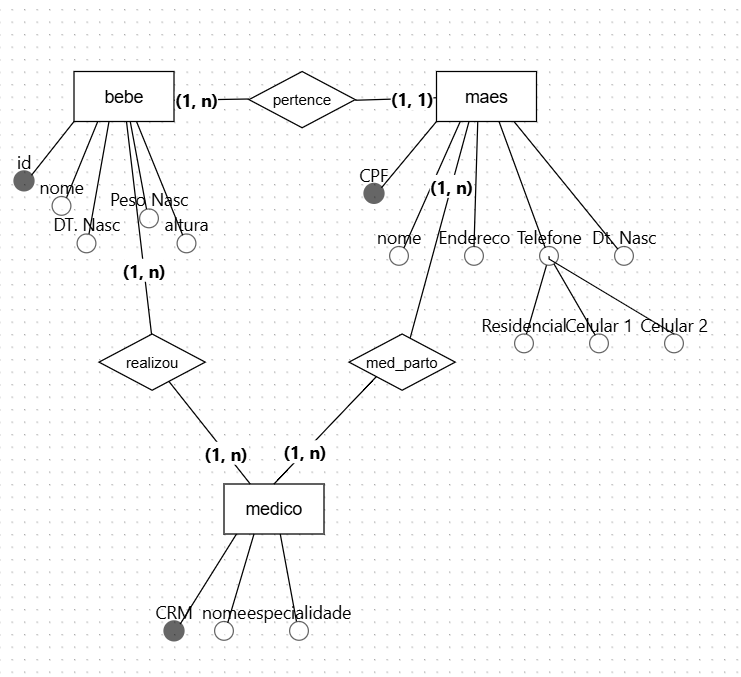 bebe
(1, n)
pertence
(1, 1)
maes
id
nome
DT. Nasc
Peso Nasc
altura
CPF
(1, n)
nome
Endereco
Telefone
Dt. Nasc
(1, n)
Residencial
Celular 1
Celular 2
realizou
med_parto
(1, n)
(1, n)
medico
CRM
nome
especialidade